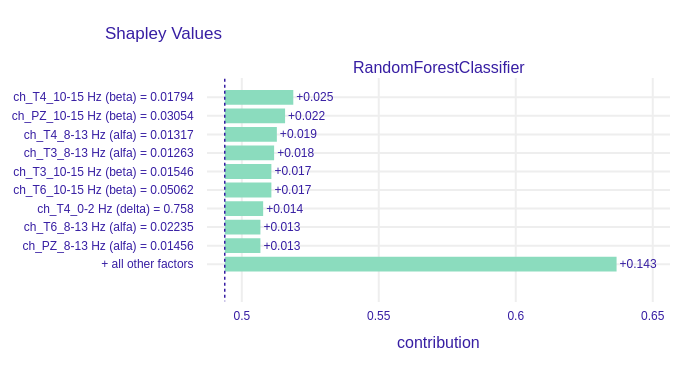 Shapley Values
RandomForestClassifier
ch_T4_10-15 Hz (beta) = 0.01794 +0.025
ch_PZ_10-15 Hz (beta) = 0.03054 +0.022
ch_T4_8-13 Hz (alfa) = 0.01317 +0.019
ch_T3_8-13 Hz (alfa) = 0.01263 +0.018
ch_T3_10-15 Hz (beta) = 0.01546 +0.017
ch_T6_10-15 Hz (beta) = 0.05062 +0.017
ch_T4_0-2 Hz (delta) = 0.758 +0.014
ch_T6_8-13 Hz (alfa) = 0.02235 +0.013
ch_PZ_8-13 Hz (alfa) = 0.01456 +0.013
+ all other factors +0.143
0.5 0.55 0.6 0.65
contribution